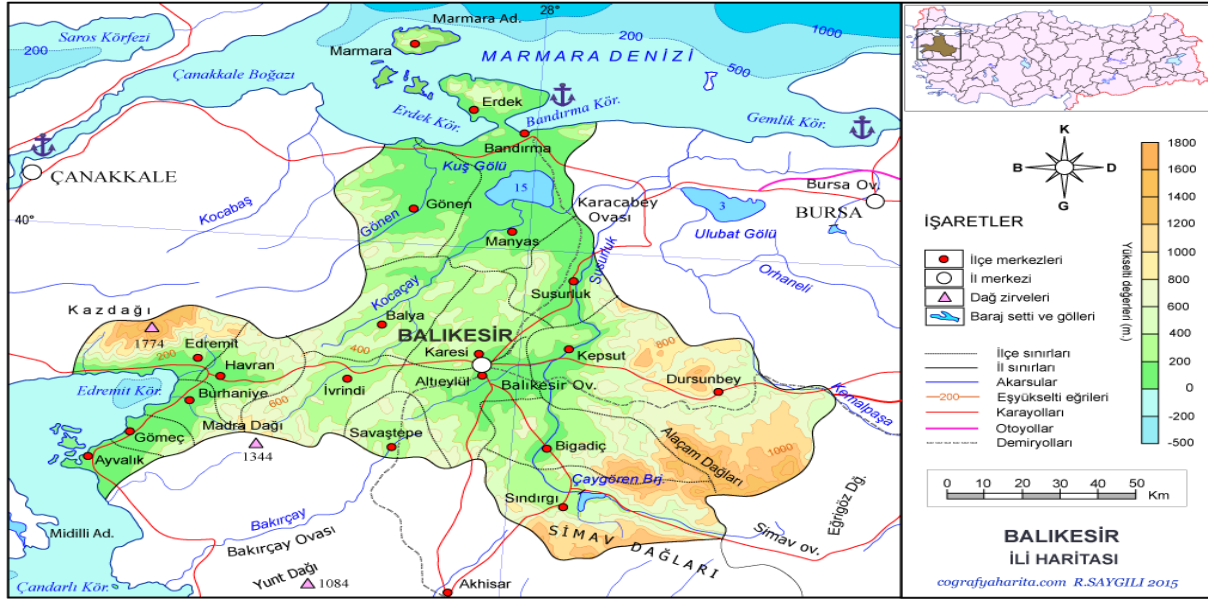 28°
Marmara Ad.
Saros Körfezi
200
200
1000
Marmara
MARMARA DENİZİ
500
Çanakkale Boğazı
Erdek
Erdek Kör.
Bandırma Kör.
Gemlik Kör.
Bandırma
ÇANAKKALE
Kuş Gölü
15
Bursa Ov.
Karacabey
Ovası
3
BURSA
Kocabaş
40°
Gönen
Gönen
Manyas
Ulubat Gölü
Susurluk
Orhaneli
Kocaçay
Susurluk
Kazdağı
1774
Balya
BALIKESİR
Edremit
200
400
Karesi
Kepsut
800
Havran
İvrindi
Altıeylül
Balıkesir Ov.
Dursunbey
Edremit Kör.
Burhaniye
600
Kemalpaşa
Madra Dağı
1344
Gömeç
Savaştepe
Bigadiç
Alaçam Dağları
1000
Ayvalık
Çaygören Brj.
Sındırgı
Eğrigöz Dğ.
Midilli Ad.
Bakırçay
Bakırçay Ovası
SİMAV DAĞLARI
Simav ov.
Yunt Dağı
1084
Akhisar
Çandarlı Kör.
K
B
D
G
1800
1600
1400
1200
1000
800
600
400
200
0
-200
-500
Yükselti değerleri (m.)
İŞARETLER
İlçe merkezleri
İl merkezi
Dağ zirveleri
Baraj setti ve gölleri
İlçe sınırları
İl sınırları
Akarsular
200
Eşyükselti eğrileri
Karayolları
Otoyollar
Demiryolları
0 10 20 30 40 50 Km
BALIKESİR
İLİ HARİTASI
cografyaharita.com R.SAYGILI 2015